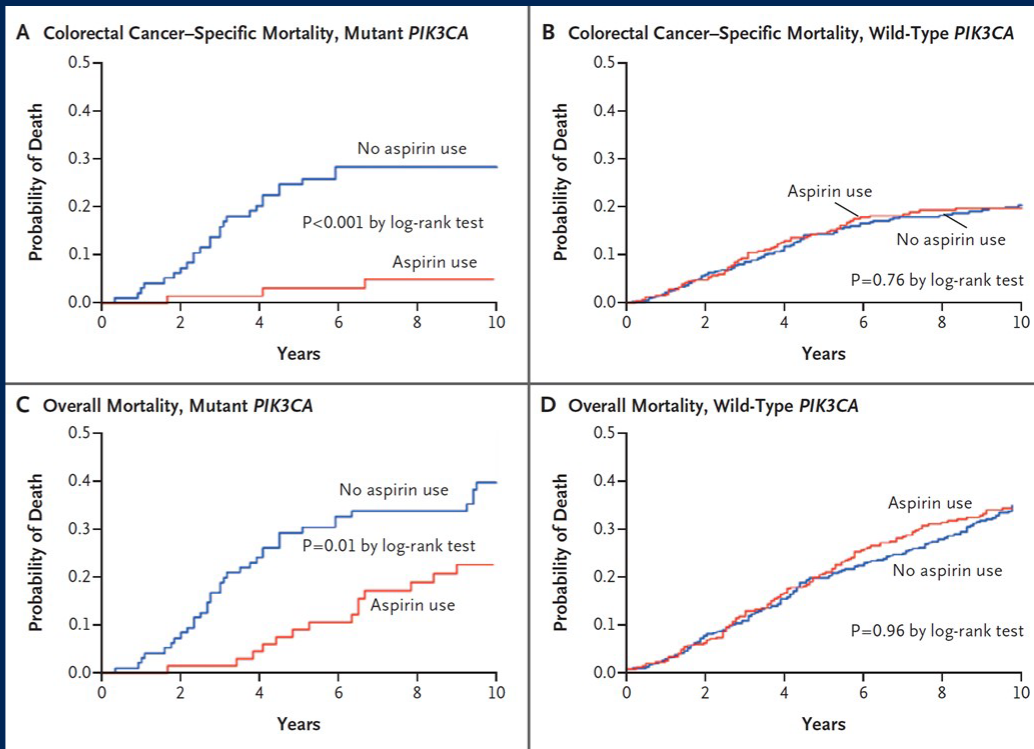 A Colorectal Cancer–Specific Mortality, Mutant PIK3CA
Probability of Death
0.5
0.4
0.3
0.2
0.1
0.0
No aspirin use
P<0.001 by log-rank test
Aspirin use
0 2 4 6 8 10
Years
B Colorectal Cancer–Specific Mortality, Wild-Type PIK3CA
Probability of Death
0.5
0.4
0.3
0.2
0.1
0.0
Aspirin use
No aspirin use
P=0.76 by log-rank test
0 2 4 6 8 10
Years
C Overall Mortality, Mutant PIK3CA
Probability of Death
0.5
0.4
0.3
0.2
0.1
0.0
No aspirin use
P=0.01 by log-rank test
Aspirin use
0 2 4 6 8 10
Years
D Overall Mortality, Wild-Type PIK3CA
Probability of Death
0.5
0.4
0.3
0.2
0.1
0.0
Aspirin use
No aspirin use
P=0.96 by log-rank test
0 2 4 6 8 10
Years